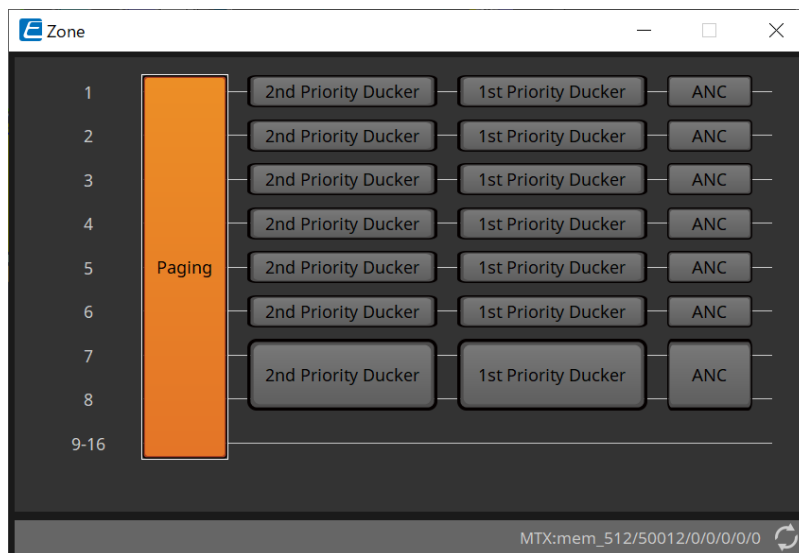 Zone
1 2nd Priority Ducker 1st Priority Ducker ANC
2 2nd Priority Ducker 1st Priority Ducker ANC
3 2nd Priority Ducker 1st Priority Ducker ANC
4 2nd Priority Ducker 1st Priority Ducker ANC
5 Paging 2nd Priority Ducker 1st Priority Ducker ANC
6 2nd Priority Ducker 1st Priority Ducker ANC
7
2nd Priority Ducker 1st Priority Ducker ANC
8
9-16
MTX:mem_512/50012/0/0/0/0/0